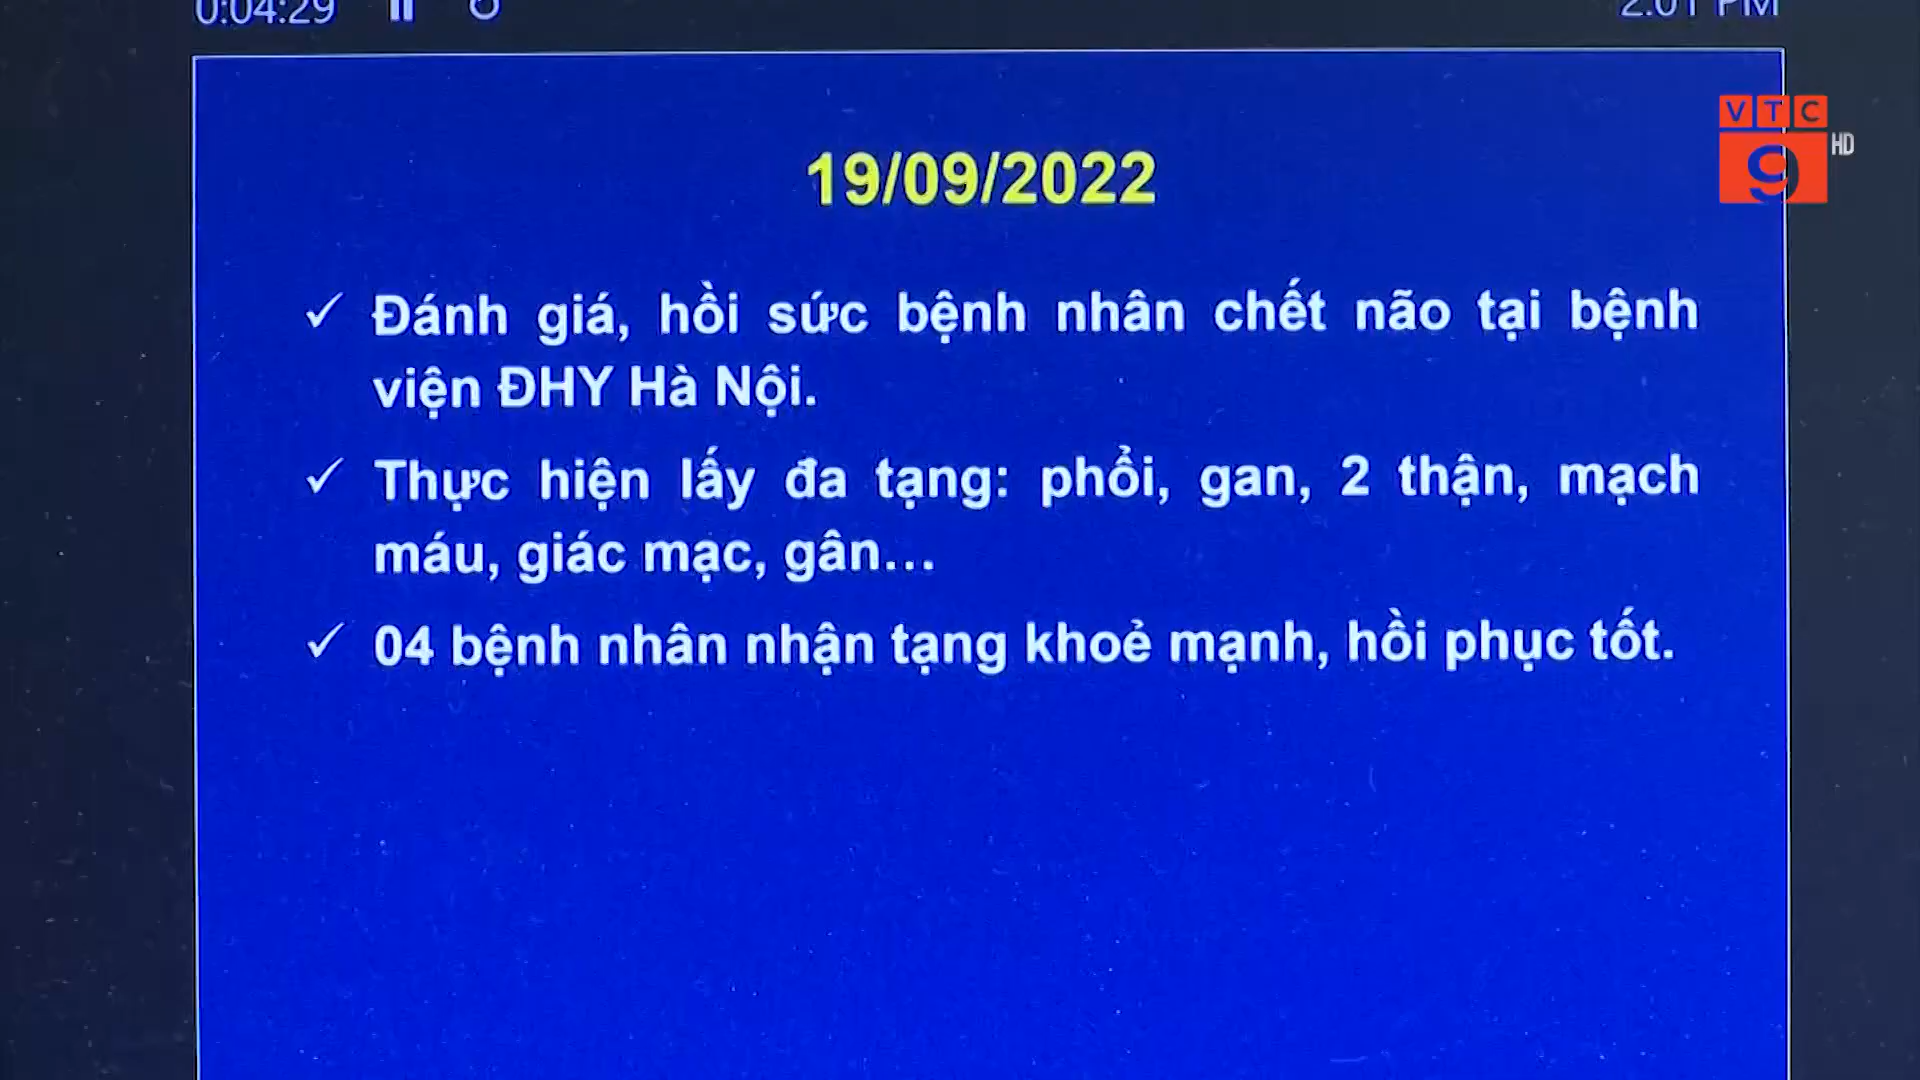 0:04:29
2:01 PM
VTC
9
HD
19/09/2022
✓ Đánh giá, hồi sức bệnh nhân chết não tại bệnh
viện ĐHY Hà Nội.
✓ Thực hiện lấy đa tạng: phổi, gan, 2 thận, mạch
máu, giác mạc, gân...
✓ 04 bệnh nhân nhận tạng khoẻ mạnh, hồi phục tốt.